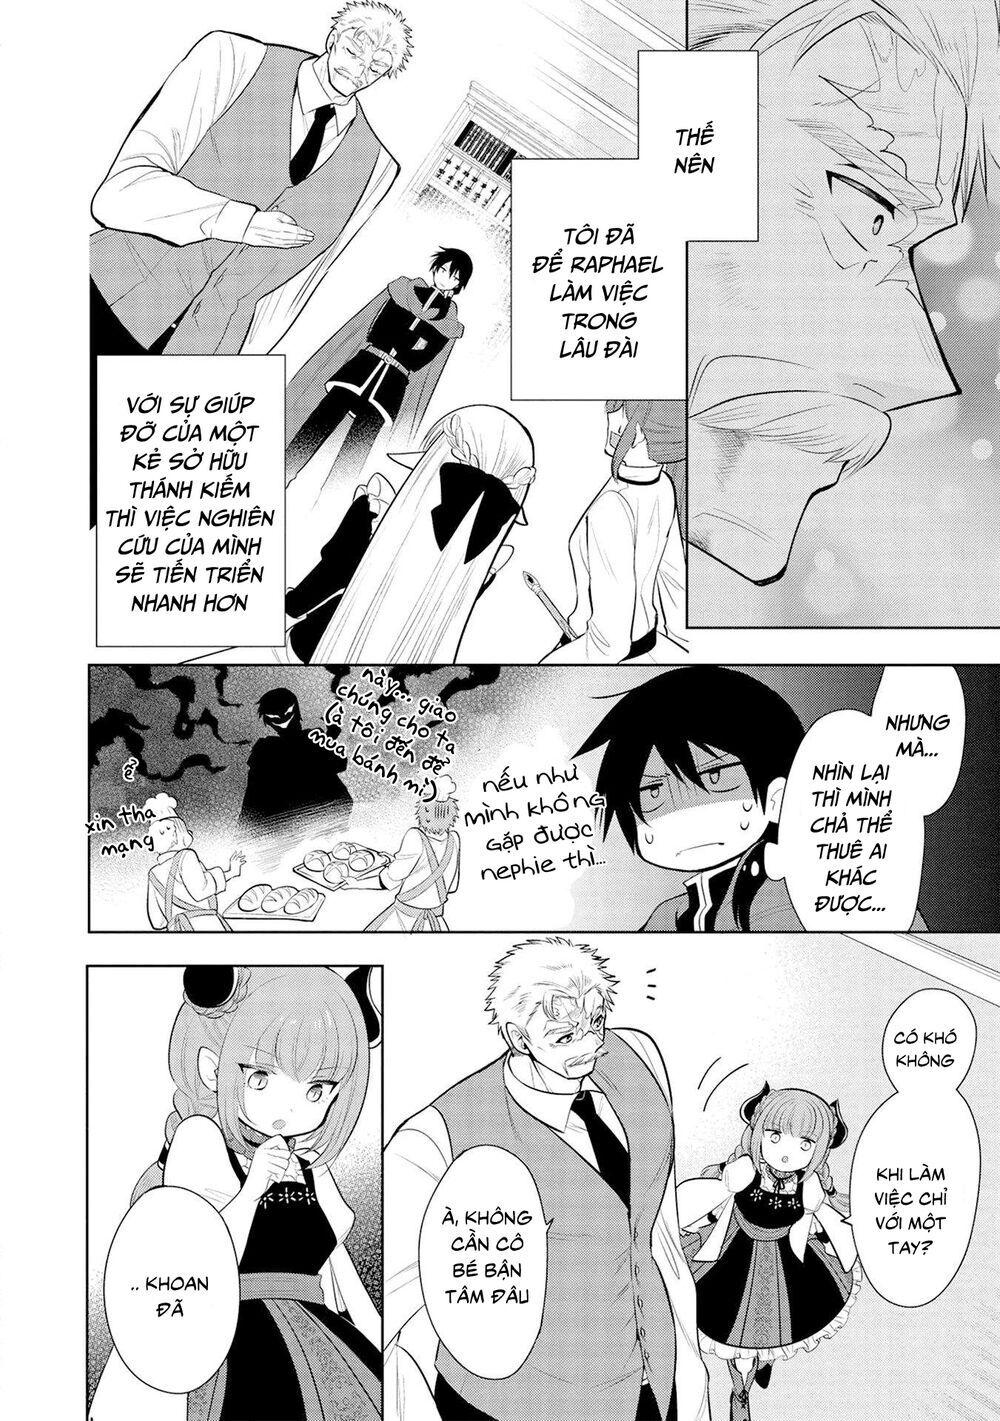 THẾ
NÊN
TÔI ĐÃ
ĐỂ RAPHAEL
LÀM VIỆC
TRONG
LÂU ĐÀI
VỚI SỰ GIÚP
ĐỠ CỦA MỘT
KẺ SỞ HỮU
THÁNH KIẾM
THÌ VIỆC NGHIÊN
CỨU CỦA MÌNH
SẼ TIẾN TRIỂN
NHANH HƠN
NHƯNG
MÀ...
NHÌN LẠI
THÌ MÌNH
CHẢ THỂ
THUÊ AI
KHÁC
ĐƯỢC...
nếu như
mình không
gặp được
nephie thì...
này... giao
chúng cho ta
(là tôi đến để
mua bánh mì)
ể
xin tha
mạng
CÓ KHÓ
KHÔNG
KHI LÀM
VIỆC CHỈ
VỚI MỘT
TAY?
À, KHÔNG
CẦN CÔ
BÉ BẬN
TÂM ĐÂU
.. KHOAN
ĐÃ